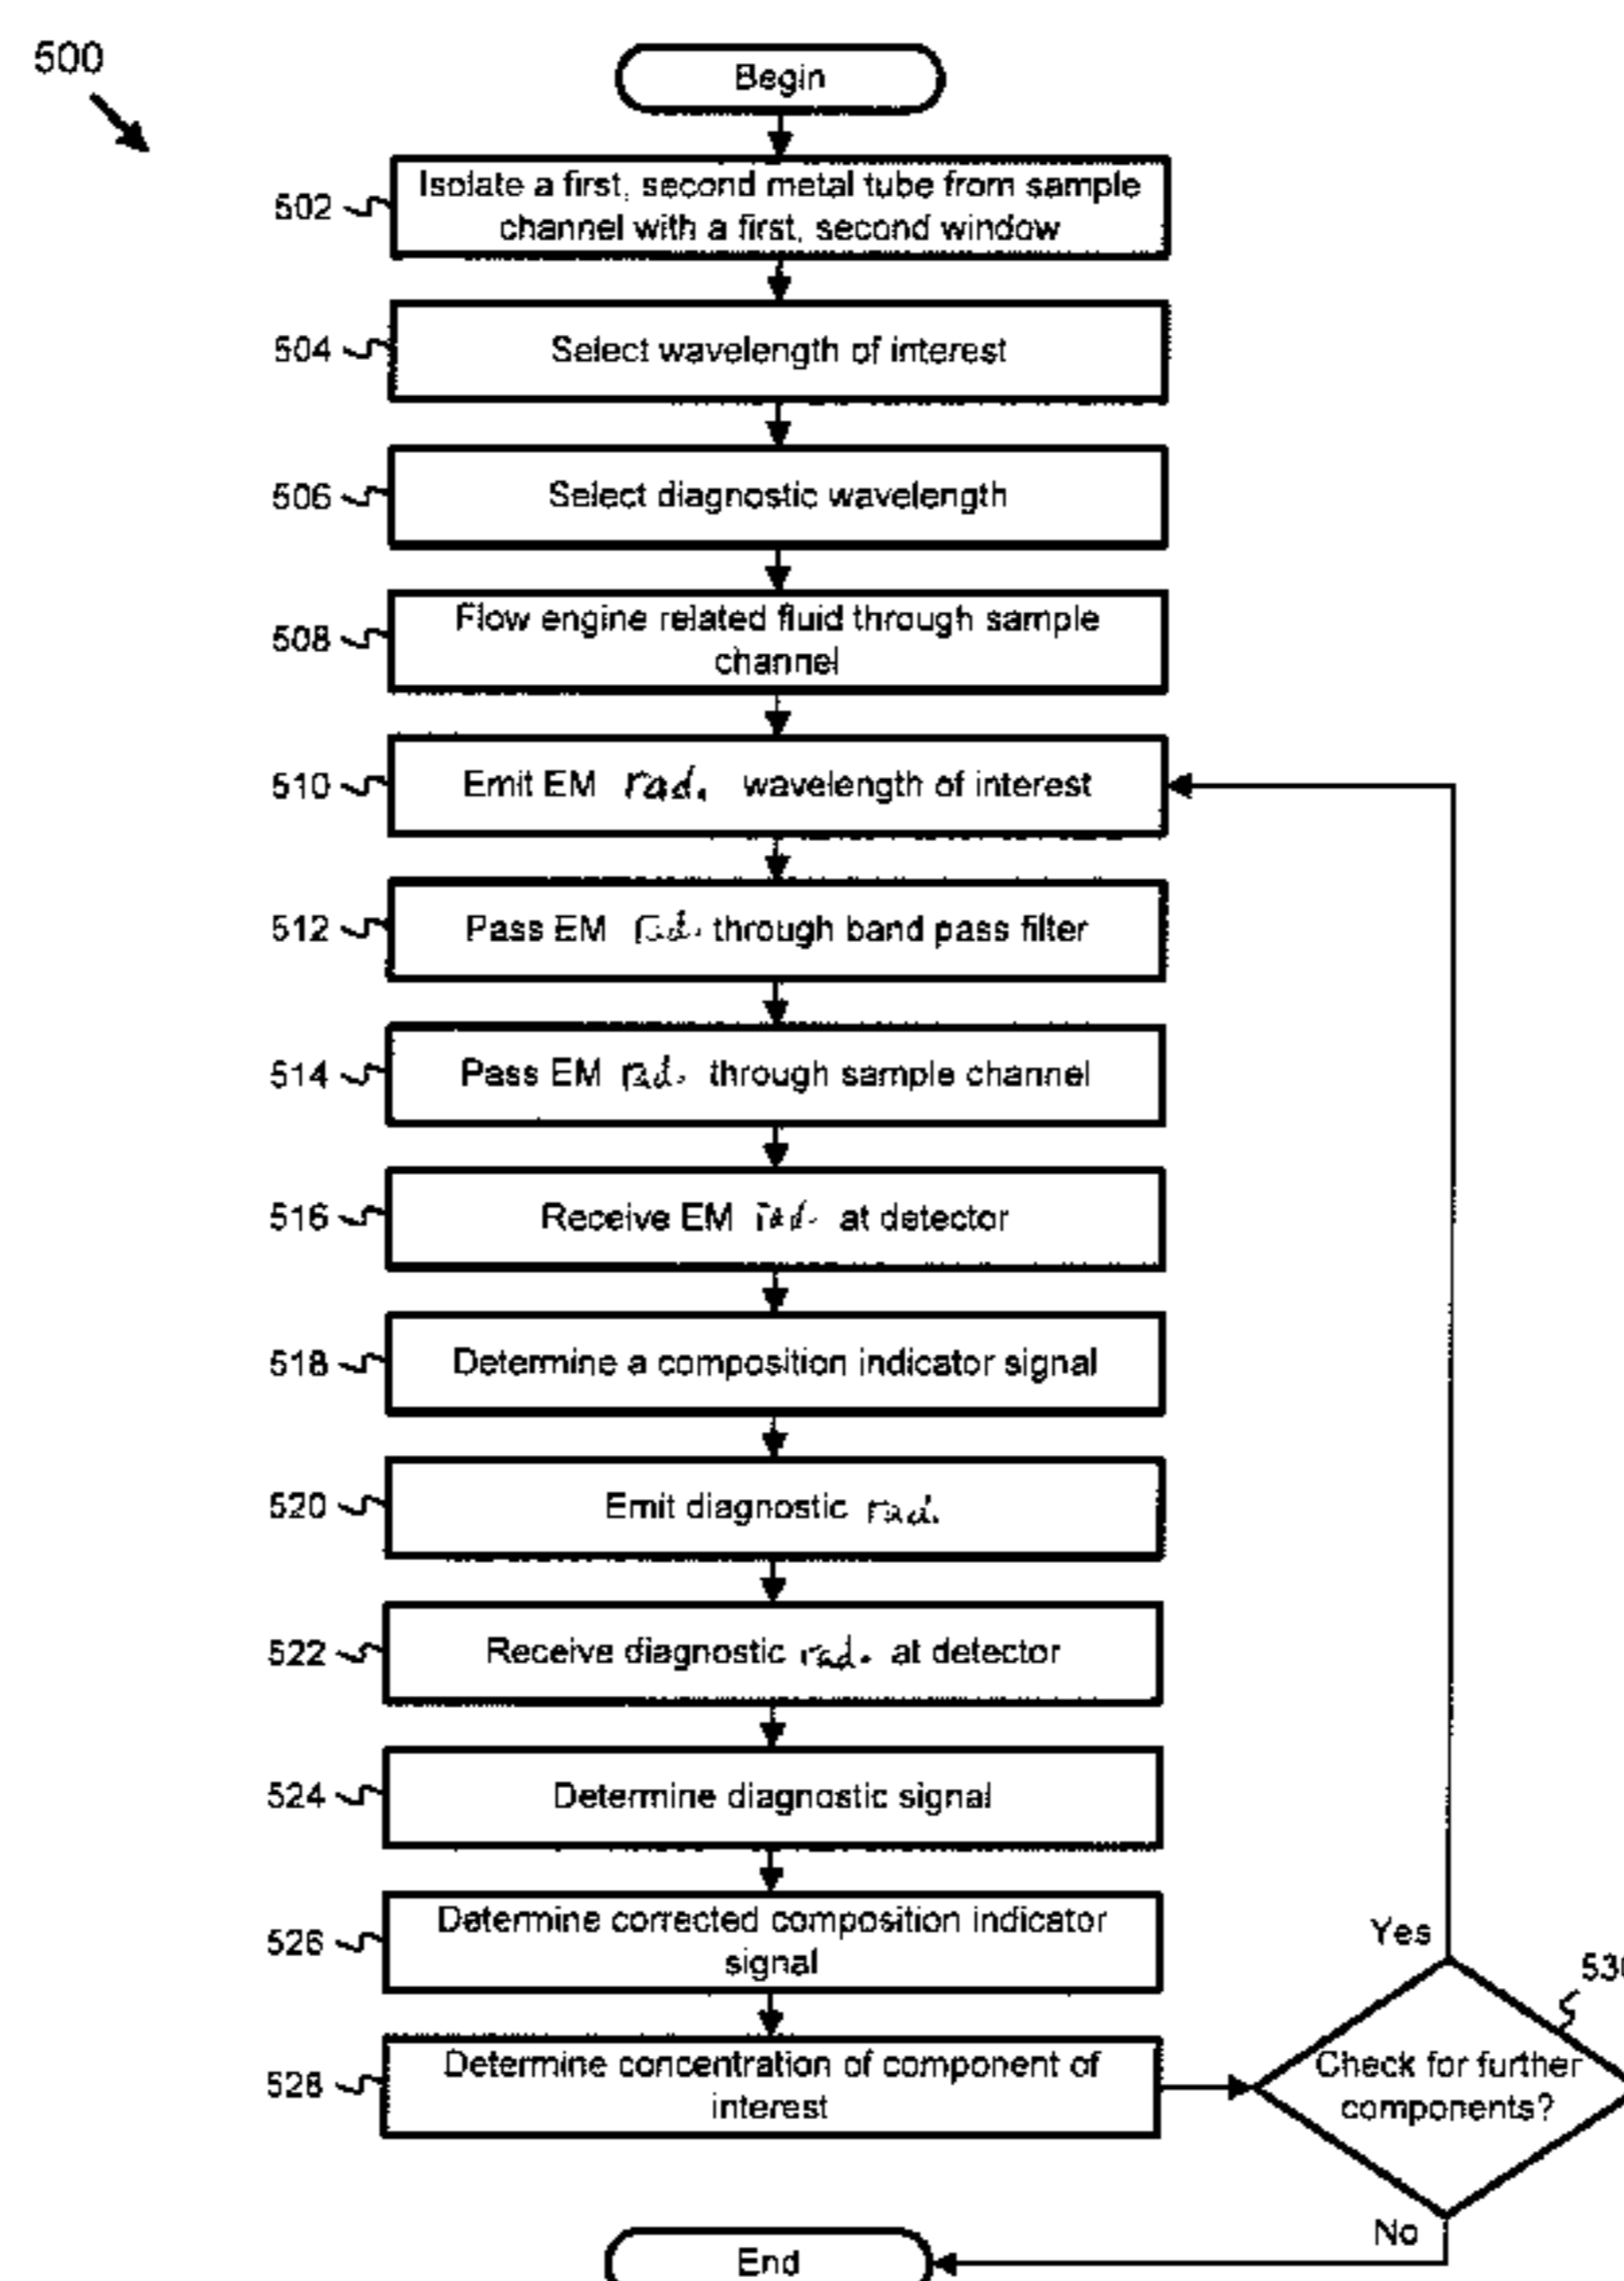 500
Begin
502
Isolate a first, second metal tube from sample
channel with a first, second window
504
Select wavelength of interest
506
Select diagnostic wavelength
508
Flow engine related fluid through sample
channel
510
Emit EM rad. wavelength of interest
512
Pass EM rad. through band pass filter
514
Pass EM rad. through sample channel
516
Receive EM rad. at detector
518
Determine a composition indicator signal
520
Emit diagnostic rad.
522
Receive diagnostic rad. at detector
524
Determine diagnostic signal
526
Determine corrected composition indicator
signal
Yes
528
Determine concentration of component of
interest
Check for further
components?
No
End